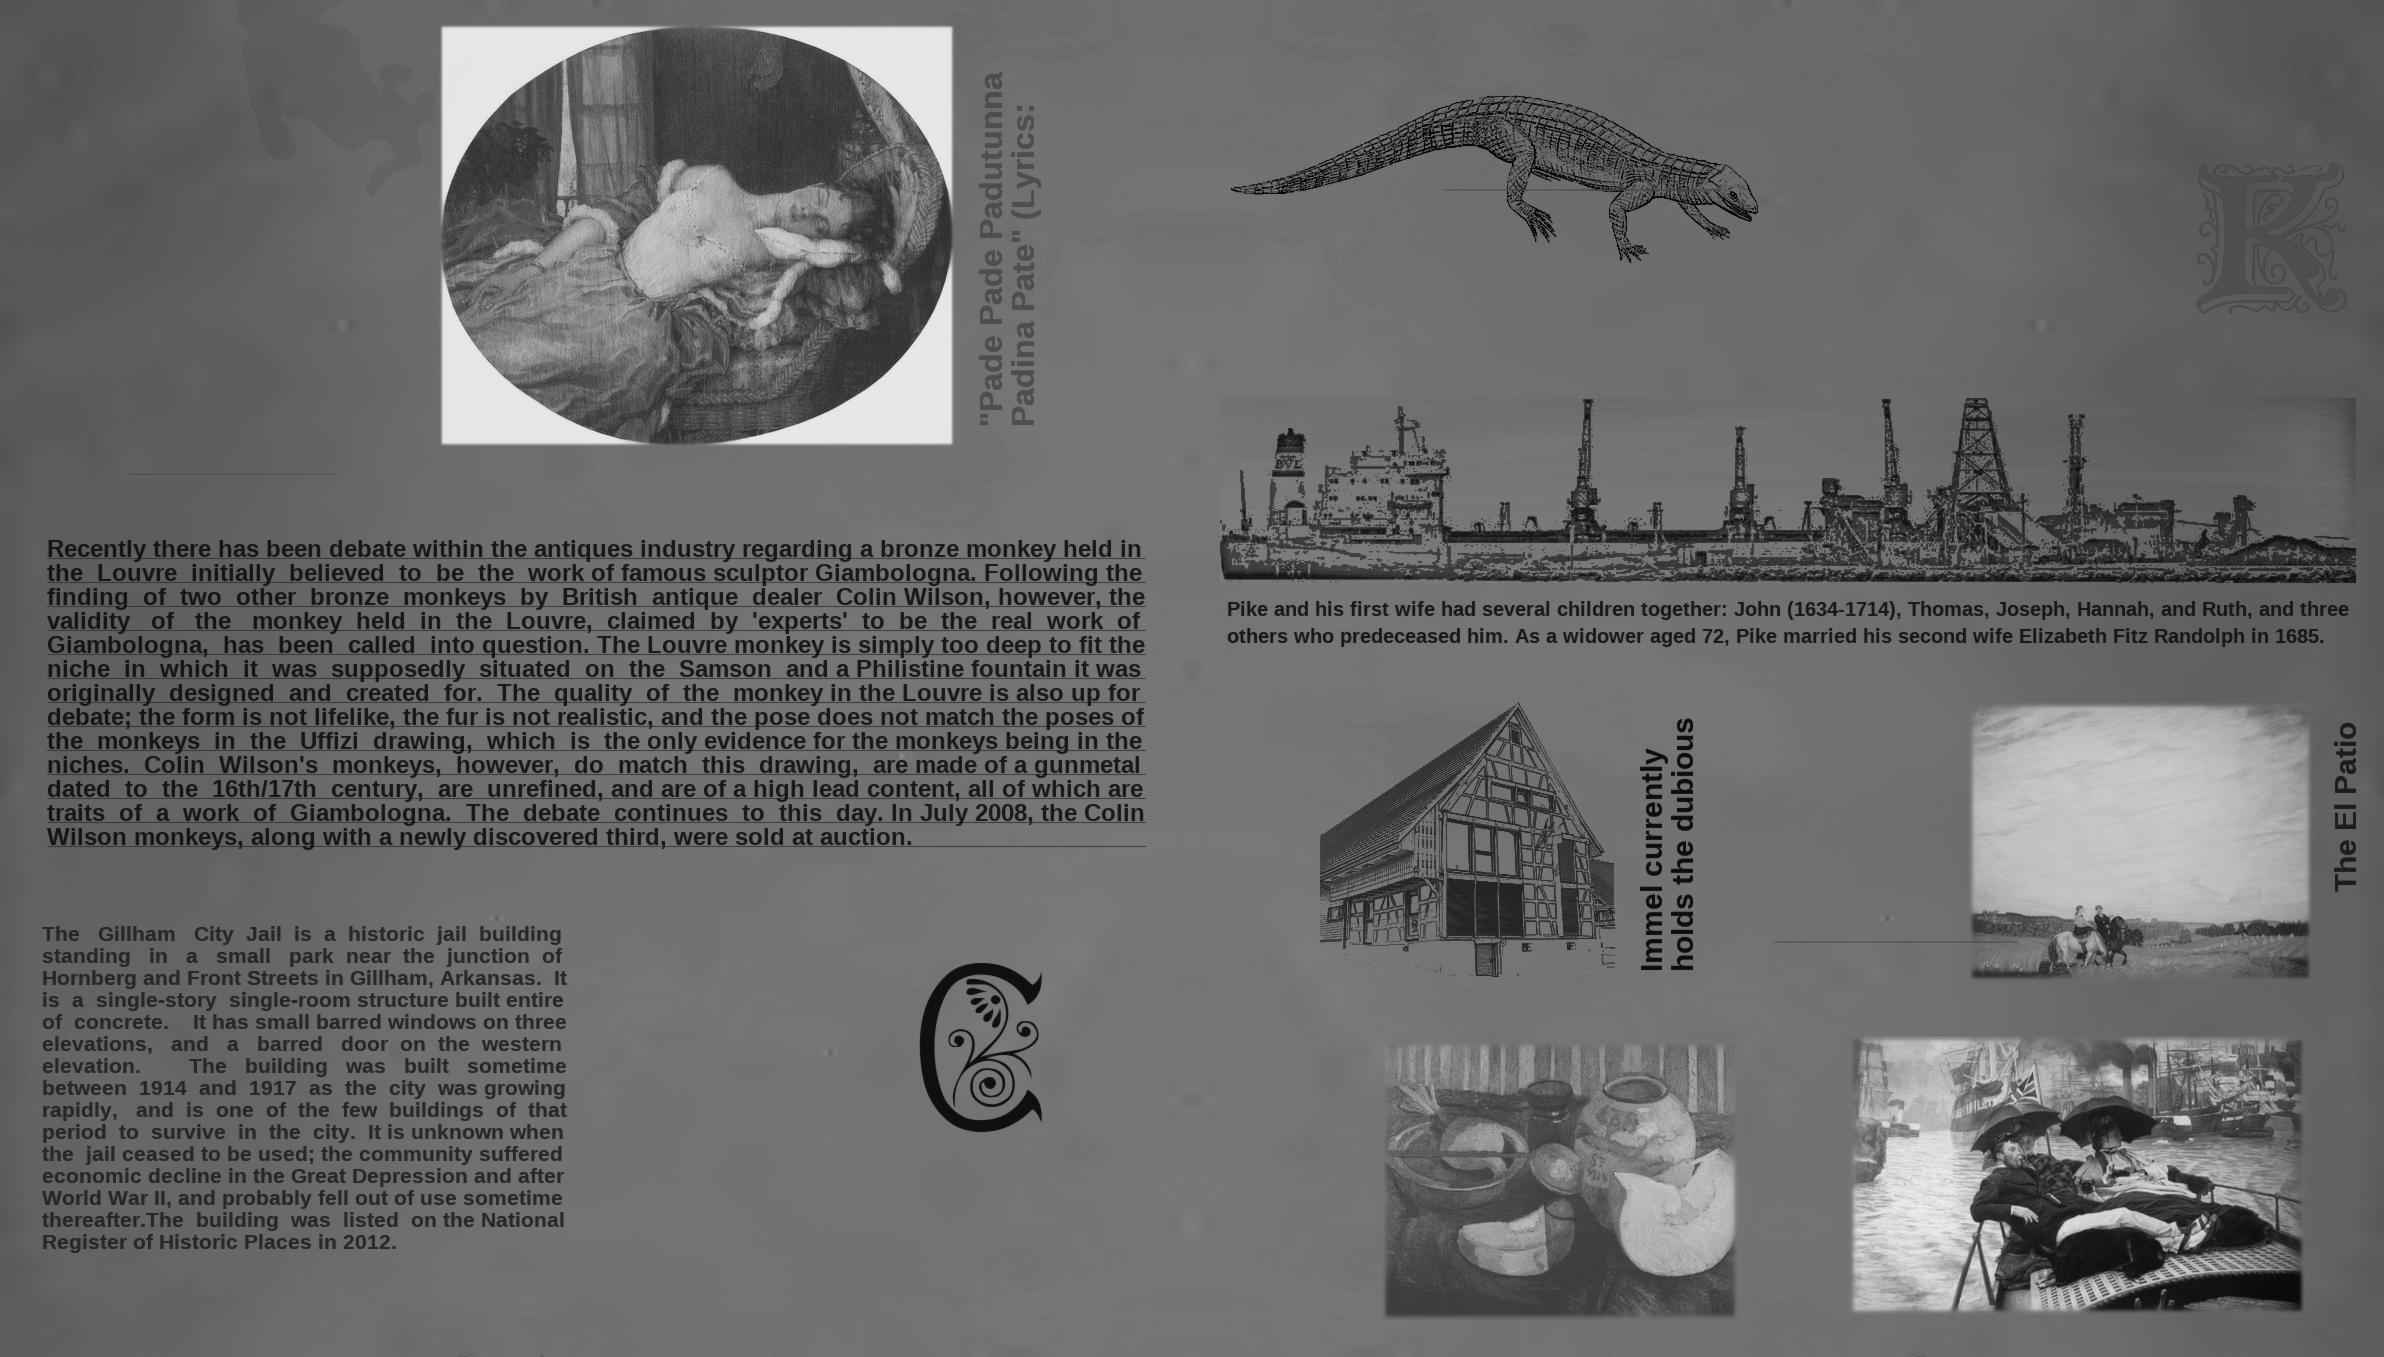 "Pade Pade Padutunna
Padina Pate" (Lyrics:
Recently there has been debate within the antiques industry regarding a bronze monkey held in
the Louvre initially believed to be the work of famous sculptor Giambologna. Following the
finding of two other bronze monkeys by British antique dealer Colin Wilson, however, the
validity of the monkey held in the Louvre, claimed by 'experts' to be the real work of
Giambologna, has been called into question. The Louvre monkey is simply too deep to fit the
niche in which it was supposedly situated on the Samson and a Philistine fountain it was
originally designed and created for. The quality of the monkey in the Louvre is also up for
debate; the form is not lifelike, the fur is not realistic, and the pose does not match the poses of
the monkeys in the Uffizi drawing, which is the only evidence for the monkeys being in the
niches. Colin Wilson's monkeys, however, do match this drawing, are made of a gunmetal
dated to the 16th/17th century, are unrefined, and are of a high lead content, all of which are
traits of a work of Giambologna. The debate continues to this day. In July 2008, the Colin
Wilson monkeys, along with a newly discovered third, were sold at auction.
The Gillham City Jail is a historic jail building
standing in a small park near the junction of
Hornberg and Front Streets in Gillham, Arkansas. It
is a single-story single-room structure built entire
of concrete. It has small barred windows on three
elevations, and a barred door on the western
elevation. The building was built sometime
between 1914 and 1917 as the city was growing
rapidly, and is one of the few buildings of that
period to survive in the city. It is unknown when
the jail ceased to be used; the community suffered
economic decline in the Great Depression and after
World War II, and probably fell out of use sometime
thereafter.The building was listed on the National
Register of Historic Places in 2012.
C
K
BVL
Pike and his first wife had several children together: John (1634-1714), Thomas, Joseph, Hannah, and Ruth, and three
others who predeceased him. As a widower aged 72, Pike married his second wife Elizabeth Fitz Randolph in 1685.
Immel currently
holds the dubious
The El Patio